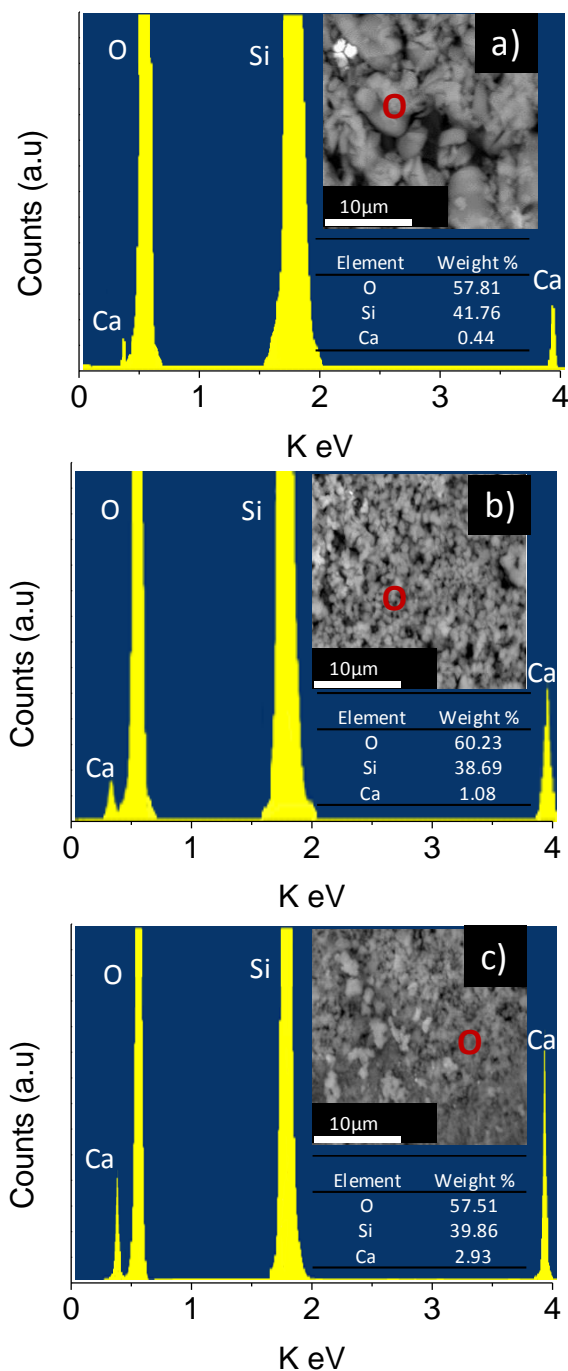 a)
O
Si
O
10µm
Element Weight %
O 57.81
Si 41.76
Ca 0.44
Ca
Ca
Counts (a.u)
0 1 2 3 4
K eV
b)
O
Si
O
10µm
Element Weight %
O 60.23
Si 38.69
Ca 1.08
Ca
Ca
Counts (a.u)
0 1 2 3 4
K eV
c)
O
Si
O
10µm
Element Weight %
O 57.51
Si 39.86
Ca 2.93
Ca
Ca
Counts (a.u)
0 1 2 3 4
K eV